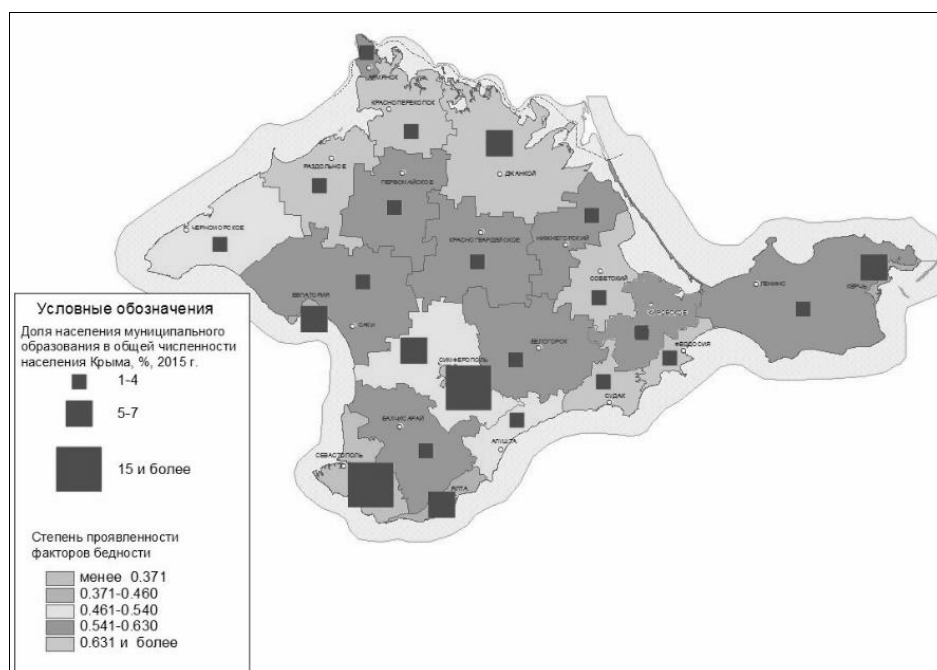 АРМЯНСК
КРАСНОПЕРЕКОПСК
РАЗДОЛЬНОЕ
ПЕРВОМАЙСКОЕ
ДЖАНКОЙ
ЧЕРНОМОРСКОЕ
КРАСНОГВАРДЕЙСКОЕ
НИЖНЕГОРСКИЙ
СОВЕТСКИЙ
ЛЕНИНО
КЕРЧЬ
ЕВПАТОРИЯ
САКИ
КИРОВСКОЕ
БЕЛОГОРСК
ФЕОДОСИЯ
СИМФЕРОПОЛЬ
СУДАК
БАХЧИСАРАЙ
АЛУШТА
СЕВАСТОПОЛЬ
ЯЛТА
Условные обозначения
Доля населения муниципального
образования в общей численности
населения Крыма, %, 2015 г.
1-4
5-7
15 и более
Степень проявленности
факторов бедности
менее 0.371
0.371-0.460
0.461-0.540
0.541-0.630
0.631 и более